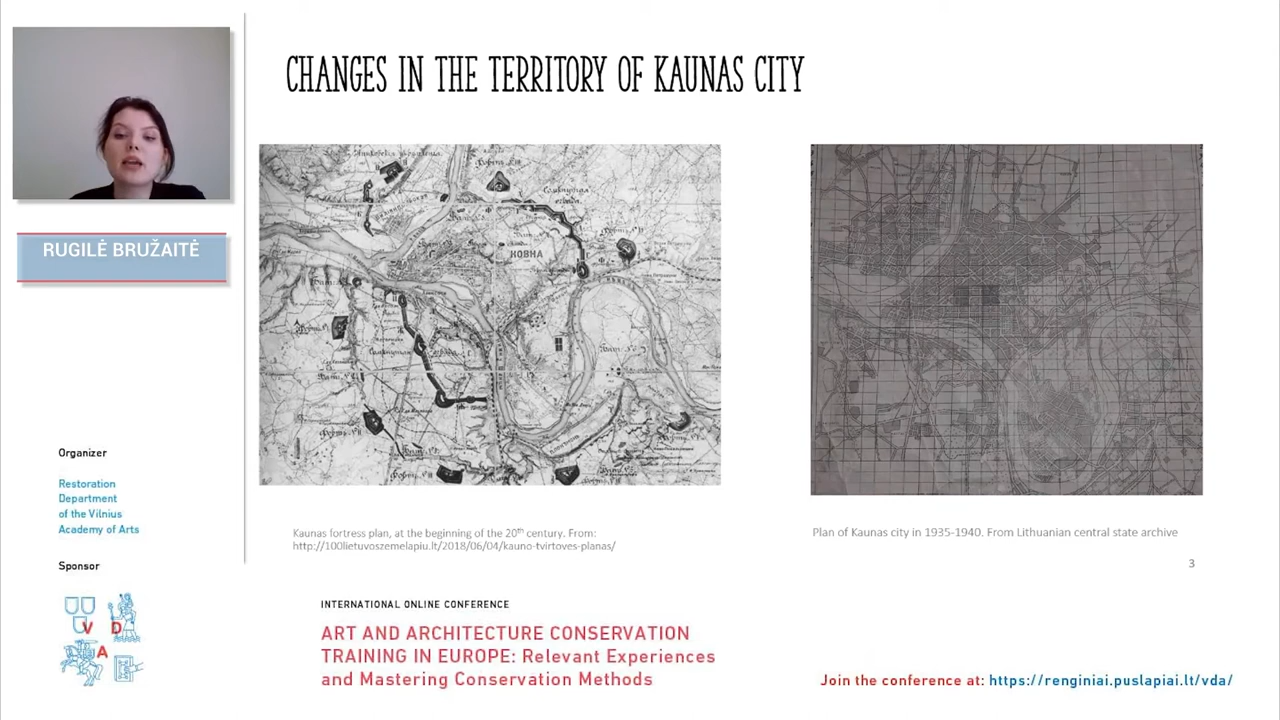 CHANGES IN THE TERRITORY OF KAUNAS CITY
RUGILĖ BRUŽAITĖ
КОВНА
Kaunas fortress plan, at the beginning of the 20th century. From:
http://100lietuvoszemelapiu.lt/2018/06/04/kauno-tvirtoves-planas/
Plan of Kaunas city in 1935-1940. From Lithuanian central state archive
3
Organizer
Restoration
Department
of the Vilnius
Academy of Arts
Sponsor
V D
A
INTERNATIONAL ONLINE CONFERENCE
ART AND ARCHITECTURE CONSERVATION
TRAINING IN EUROPE: Relevant Experiences
and Mastering Conservation Methods
Join the conference at: https://renginiai.puslapiai.lt/vda/